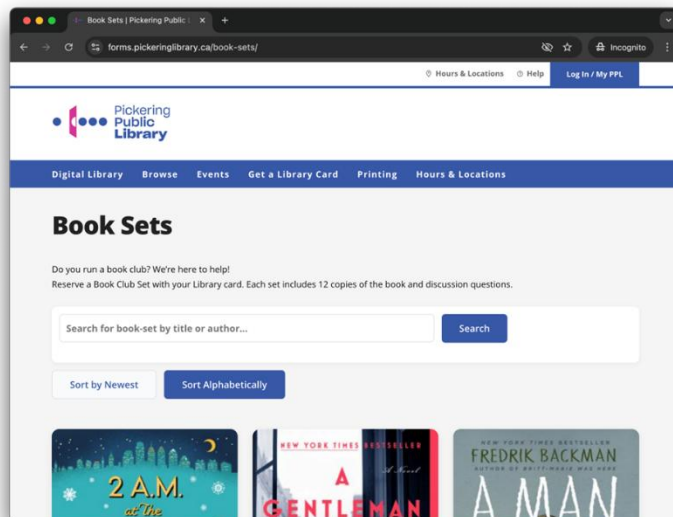 Book Sets | Pickering Public L
forms.pickeringlibrary.ca/book-sets/
Incognito
Hours & Locations
Help
Log In / My PPL
Pickering
Public
Library
Digital Library
Browse
Events
Get a Library Card
Printing
Hours & Locations
Book Sets
Do you run a book club? We're here to help!
Reserve a Book Club Set with your Library card. Each set includes 12 copies of the book and discussion questions.
Search for book-set by title or author...
Search
Sort by Newest
Sort Alphabetically
2 A.M.
at The
NEW YORK TIMES BESTSELLER
A
A Novel
GENTLEMAN
NEW YORK TIMES BESTSELLER
FREDRIK BACKMAN
AUTHOR OF BRITT-MARIE WAS HERE
A MAN